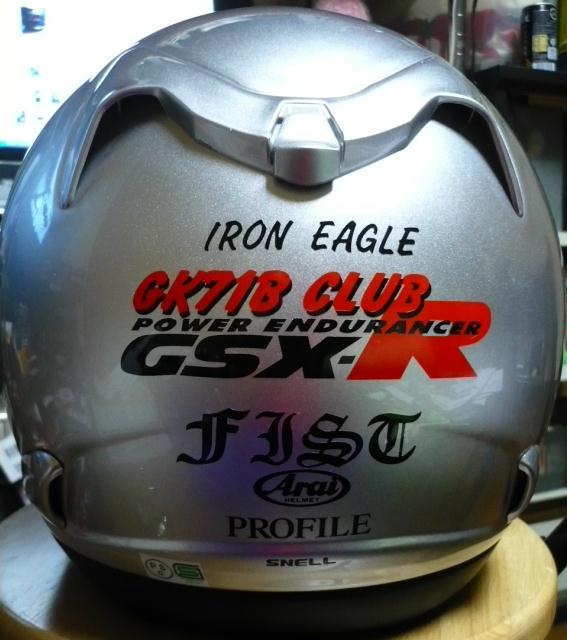 IRON EAGLE
GK71B CLUB
POWER ENDURANCER
GSX-R
FIST
Arai
HELMET
PROFILE
SNELL